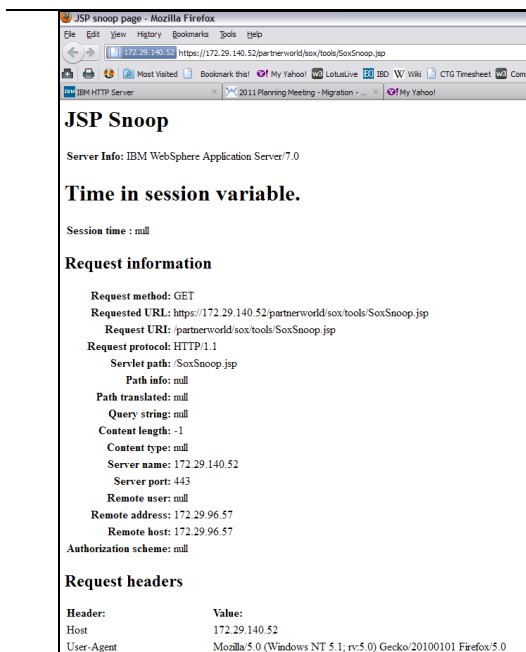 JSP snoop page - Mozilla Firefox
File Edit View History Bookmarks Tools Help
172.29.140.52 https://172.29.140.52/partnerworld/sox/tools/SoxSnoop.jsp
Most Visited Bookmark this! My Yahoo! w3 LotusLive IBD W Wiki CTG Timesheet w3 Com
IBM HTTP Server × 2011 Planning Meeting - Migration - ... × My Yahoo!
JSP Snoop
Server Info: IBM WebSphere Application Server/7.0
Time in session variable.
Session time : null
Request information
Request method: GET
Requested URL: https://172.29.140.52/partnerworld/sox/tools/SoxSnoop.jsp
Request URI: /partnerworld/sox/tools/SoxSnoop.jsp
Request protocol: HTTP/1.1
Servlet path: /SoxSnoop.jsp
Path info: null
Path translated: null
Query string: null
Content length: -1
Content type: null
Server name: 172.29.140.52
Server port: 443
Remote user: null
Remote address: 172.29.96.57
Remote host: 172.29.96.57
Authorization scheme: null
Request headers
Header: Value:
Host 172.29.140.52
User-Agent Mozilla/5.0 (Windows NT 5.1; rv:5.0) Gecko/20100101 Firefox/5.0